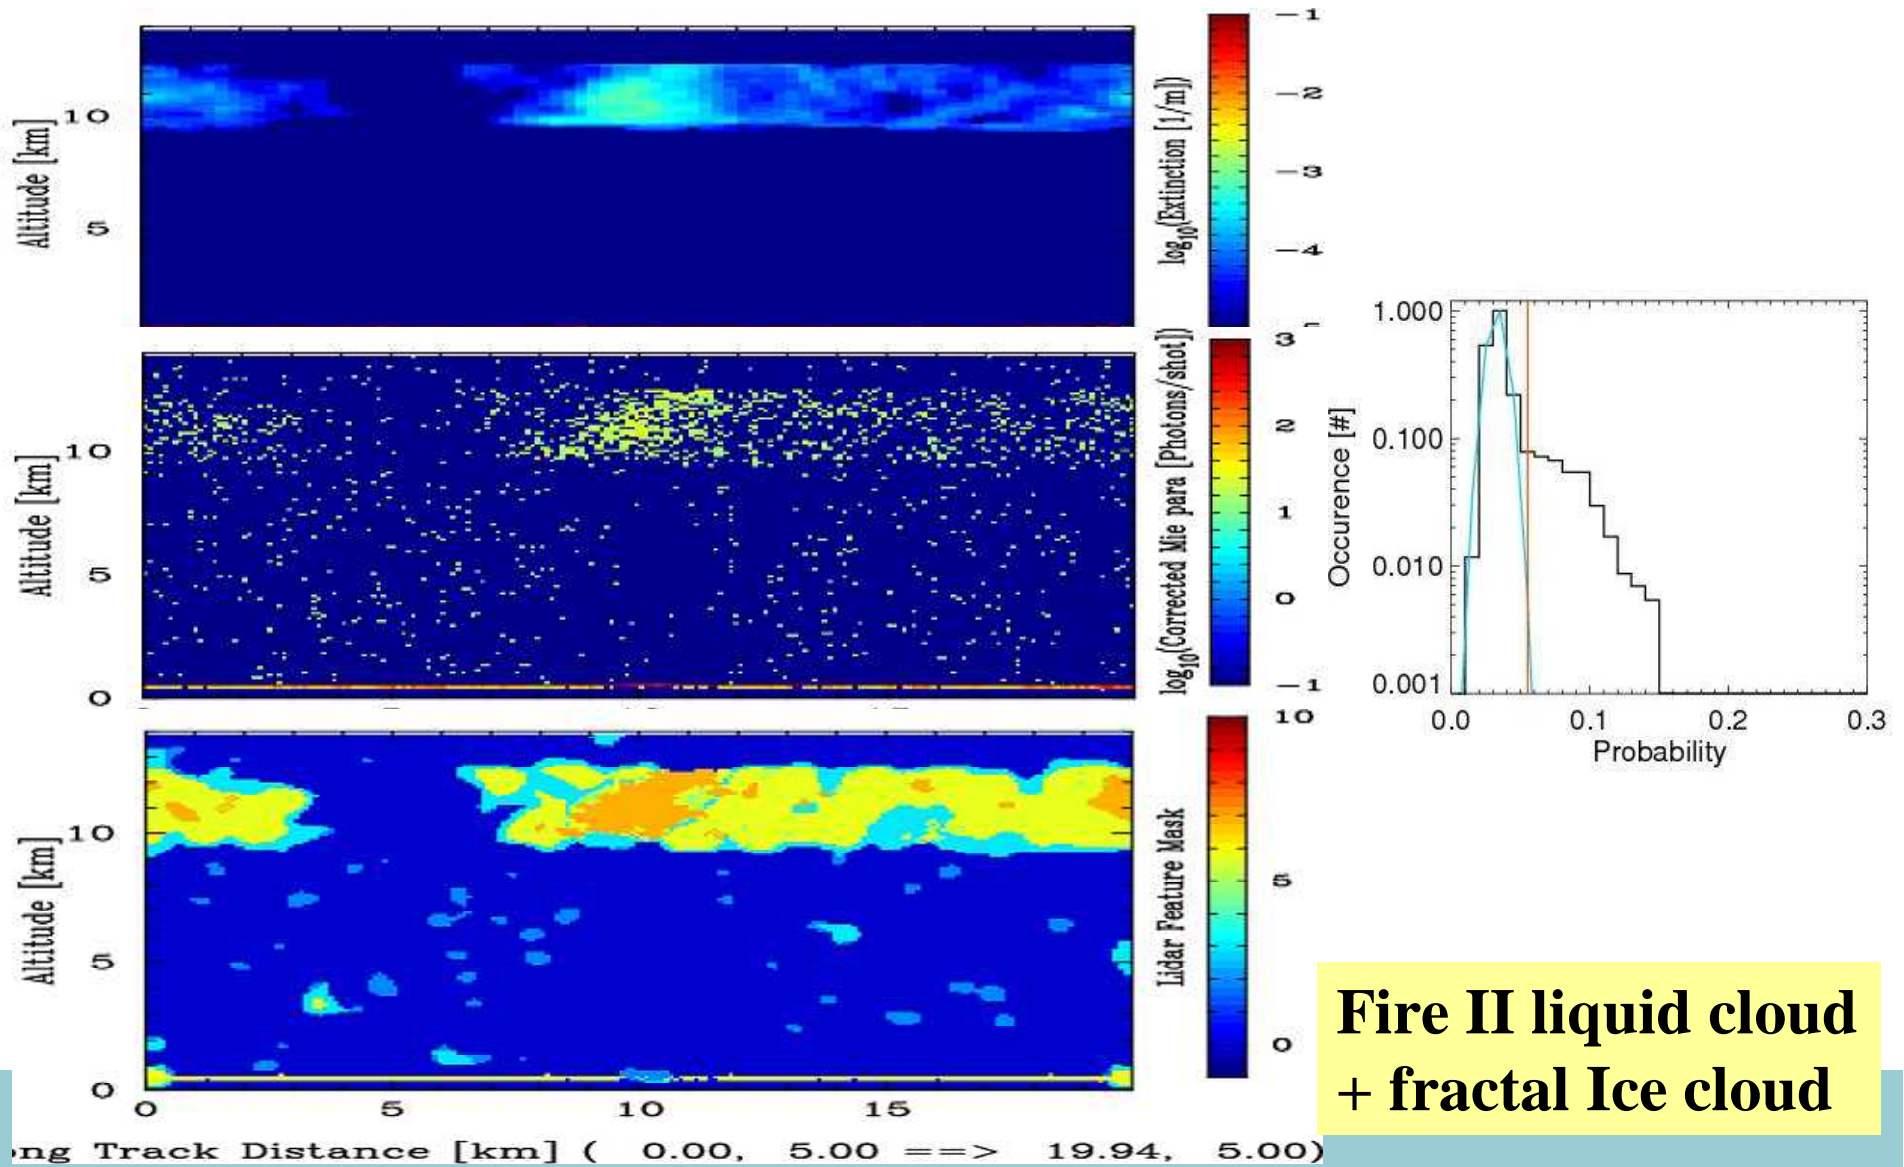 Altitude [km]
10
5
log10(Extinction [1/m])
−1
−2
−3
−4
Altitude [km]
10
5
0
log10(Corrected Mie para [Photons/shot])
3
2
1
0
−1
Altitude [km]
10
5
0
0 5 10 15
Lidar Feature Mask
10
5
0
Track Distance [km] ( 0.00, 5.00 ==> 19.94, 5.00)
Occurence [#]
1.000
0.100
0.010
0.001
0.0 0.1 0.2 0.3
Probability
Fire II liquid cloud
+ fractal Ice cloud